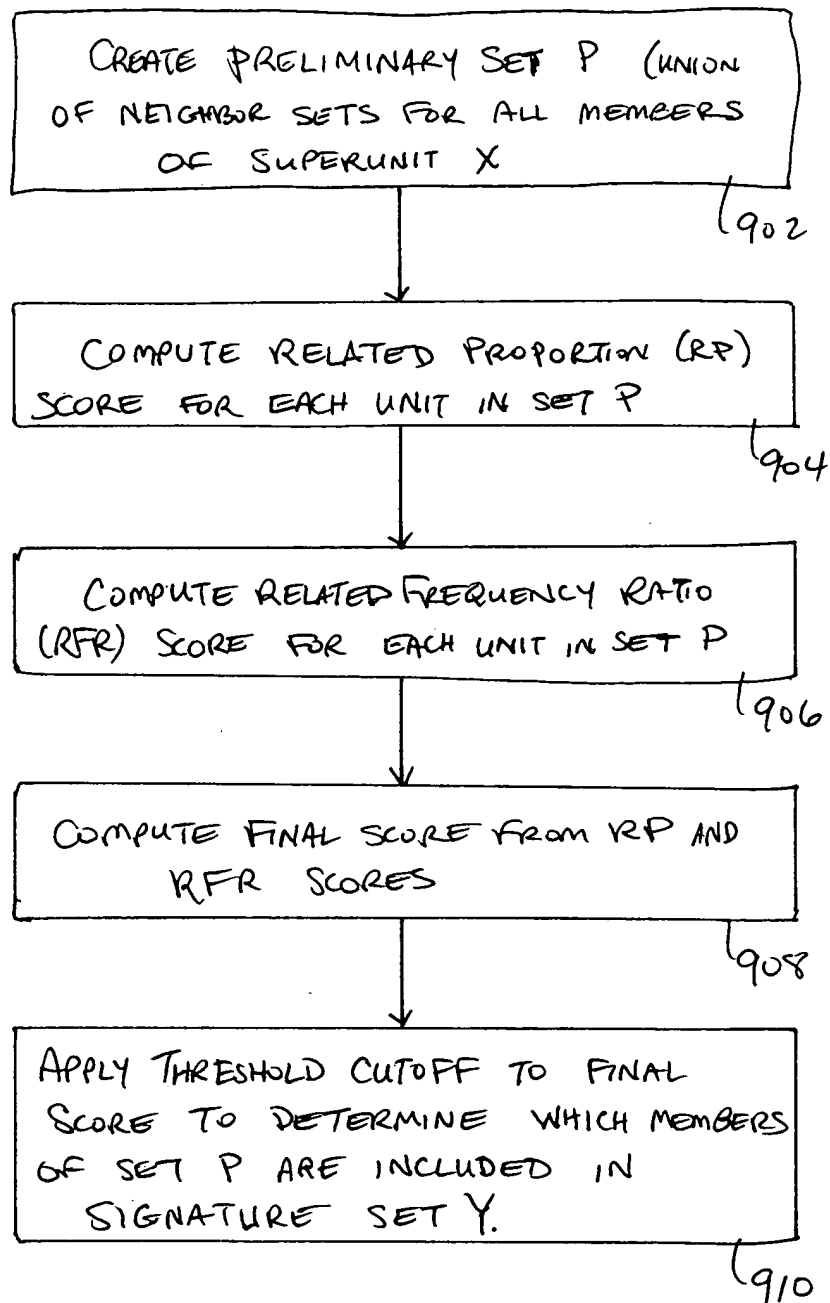 CREATE PRELIMINARY SET P (UNION
OF NEIGHBOR SETS FOR ALL MEMBERS
OF SUPERUNIT X
902
COMPUTE RELATED PROPORTION (RP)
SCORE FOR EACH UNIT IN SET P
904
COMPUTE RELATED FREQUENCY RATIO
(RFR) SCORE FOR EACH UNIT IN SET P
906
COMPUTE FINAL SCORE FROM RP AND
RFR SCORES
908
APPLY THRESHOLD CUTOFF TO FINAL
SCORE TO DETERMINE WHICH MEMBERS
OF SET P ARE INCLUDED IN
SIGNATURE SET Y.
910